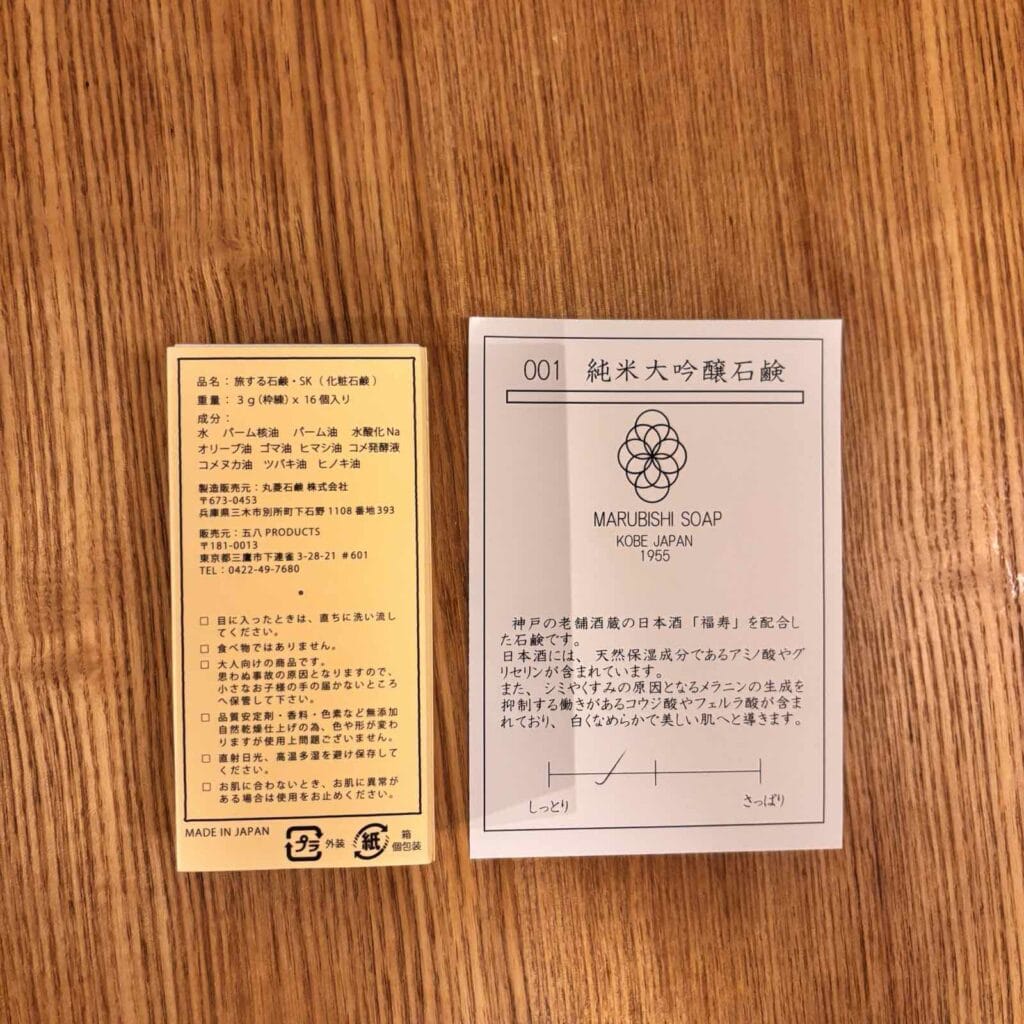 品名：旅する石鹸・SK（化粧石鹸）
重量：3g（枠練）x 16個入り
成分：
水　パーム核油　パーム油　水酸化Na
オリーブ油　ゴマ油　ヒマシ油　コメ発酵液
コメヌカ油　ツバキ油　ヒノキ油
製造販売元：丸菱石鹸 株式会社
〒673-0453
兵庫県三木市別所町下石野1108番地393
販売元：五八 PRODUCTS
〒181-0013
東京都三鷹市下連雀3-28-21 #601
TEL：0422-49-7680
□ 目に入ったときは、直ちに洗い流し
てください。
□ 食べ物ではありません。
□ 大人向けの商品です。
思わぬ事故の原因となりますので、
小さなお子様の手の届かないところ
へ保管して下さい。
□ 品質安定剤・香料・色素など無添加
自然乾燥仕上げの為、色や形が変わ
りますが使用上問題ございません。
□ 直射日光、高温多湿を避け保存して
ください。
□ お肌に合わないとき、お肌に異常が
ある場合は使用をお止めください。
MADE IN JAPAN
プラ 外装
紙 箱
個包装
001 純米大吟醸石鹸
MARUBISHI SOAP
KOBE JAPAN
1955
神戸の老舗酒蔵の日本酒「福寿」を配合し
た石鹸です。
日本酒には、天然保湿成分であるアミノ酸やグ
リセリンが含まれています。
また、シミやくすみの原因となるメラニンの生成を
抑制する働きがあるコウジ酸やフェルラ酸が含ま
れており、白くなめらかで美しい肌へと導きます。
しっとり さっぱり